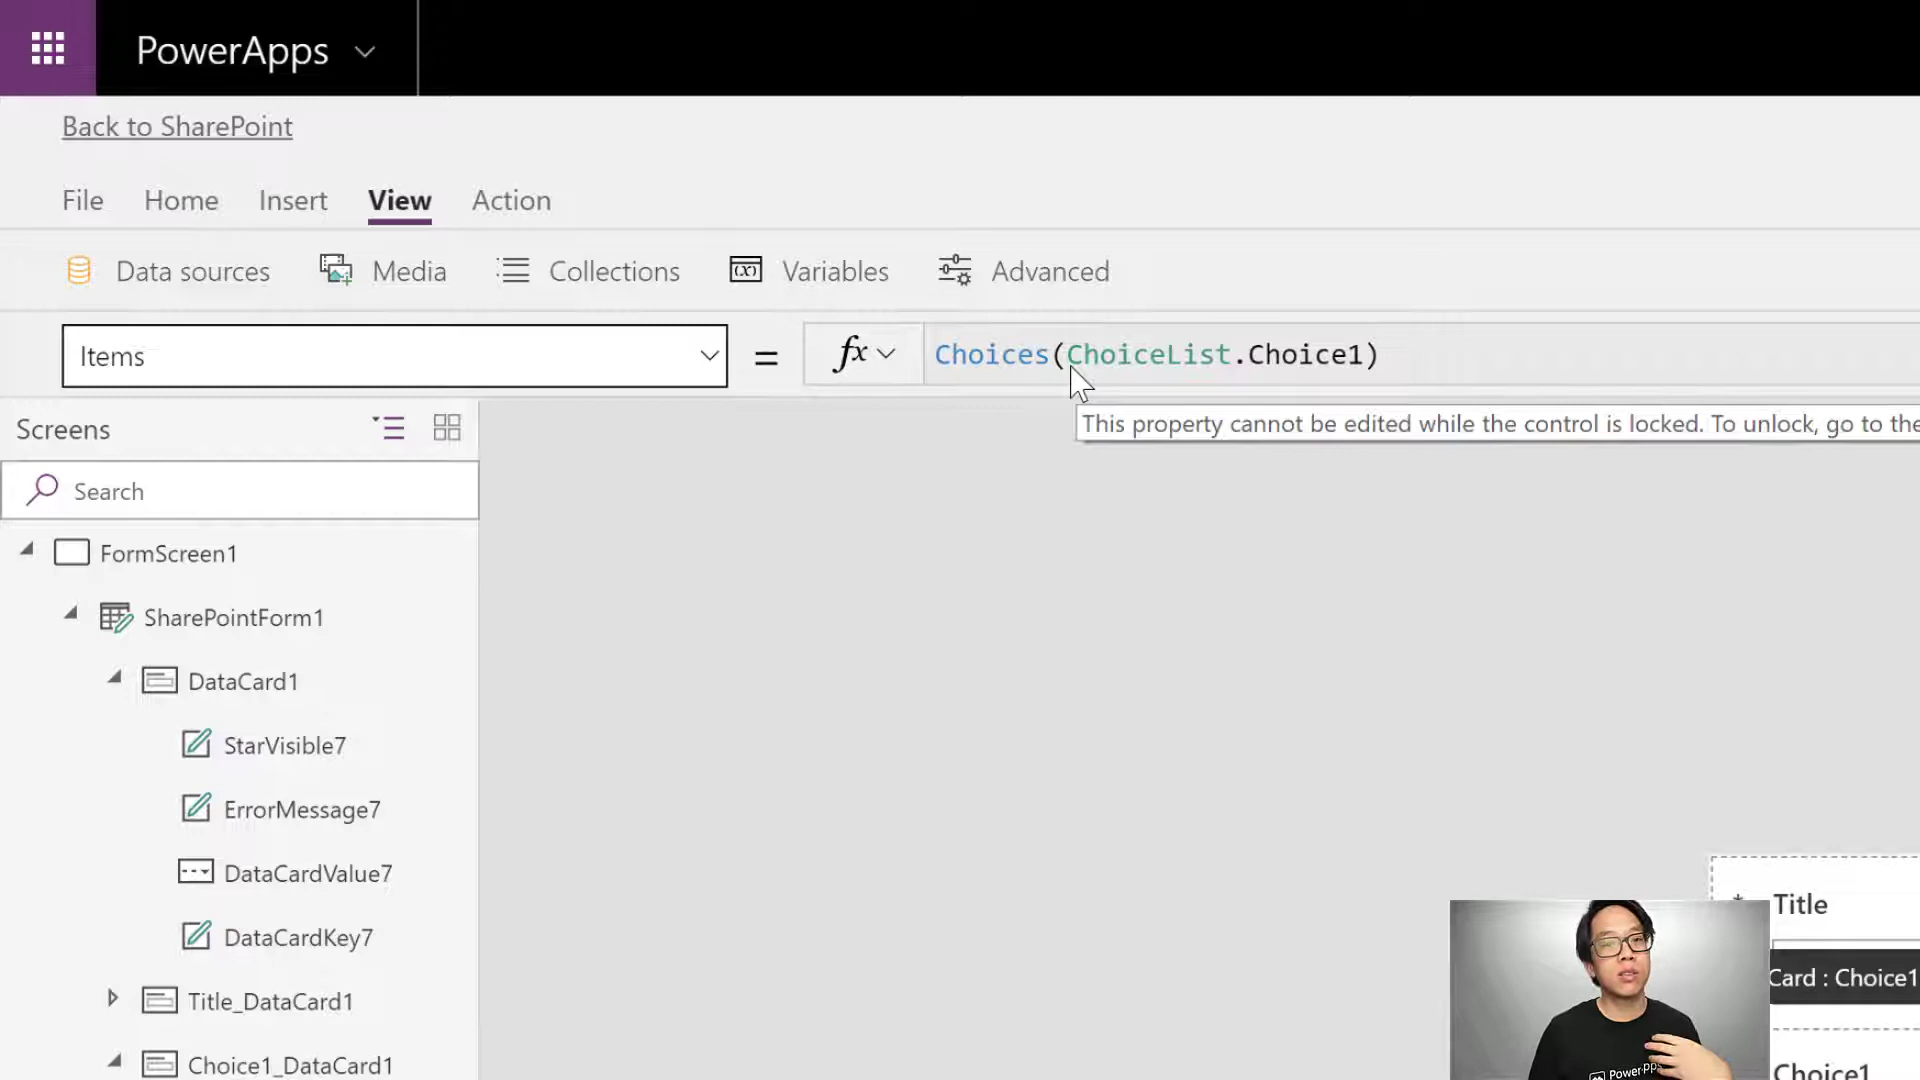 PowerApps
Back to SharePoint
File Home Insert View Action
Data sources Media Collections Variables Advanced
Items = fx Choices(ChoiceList.Choice1)
This property cannot be edited while the control is locked. To unlock, go to the
Screens
Search
FormScreen1
SharePointForm1
DataCard1
StarVisible7
ErrorMessage7
DataCardValue7
DataCardKey7
Title_DataCard1
Choice1_DataCard1
* Title
Card : Choice1
Choice1